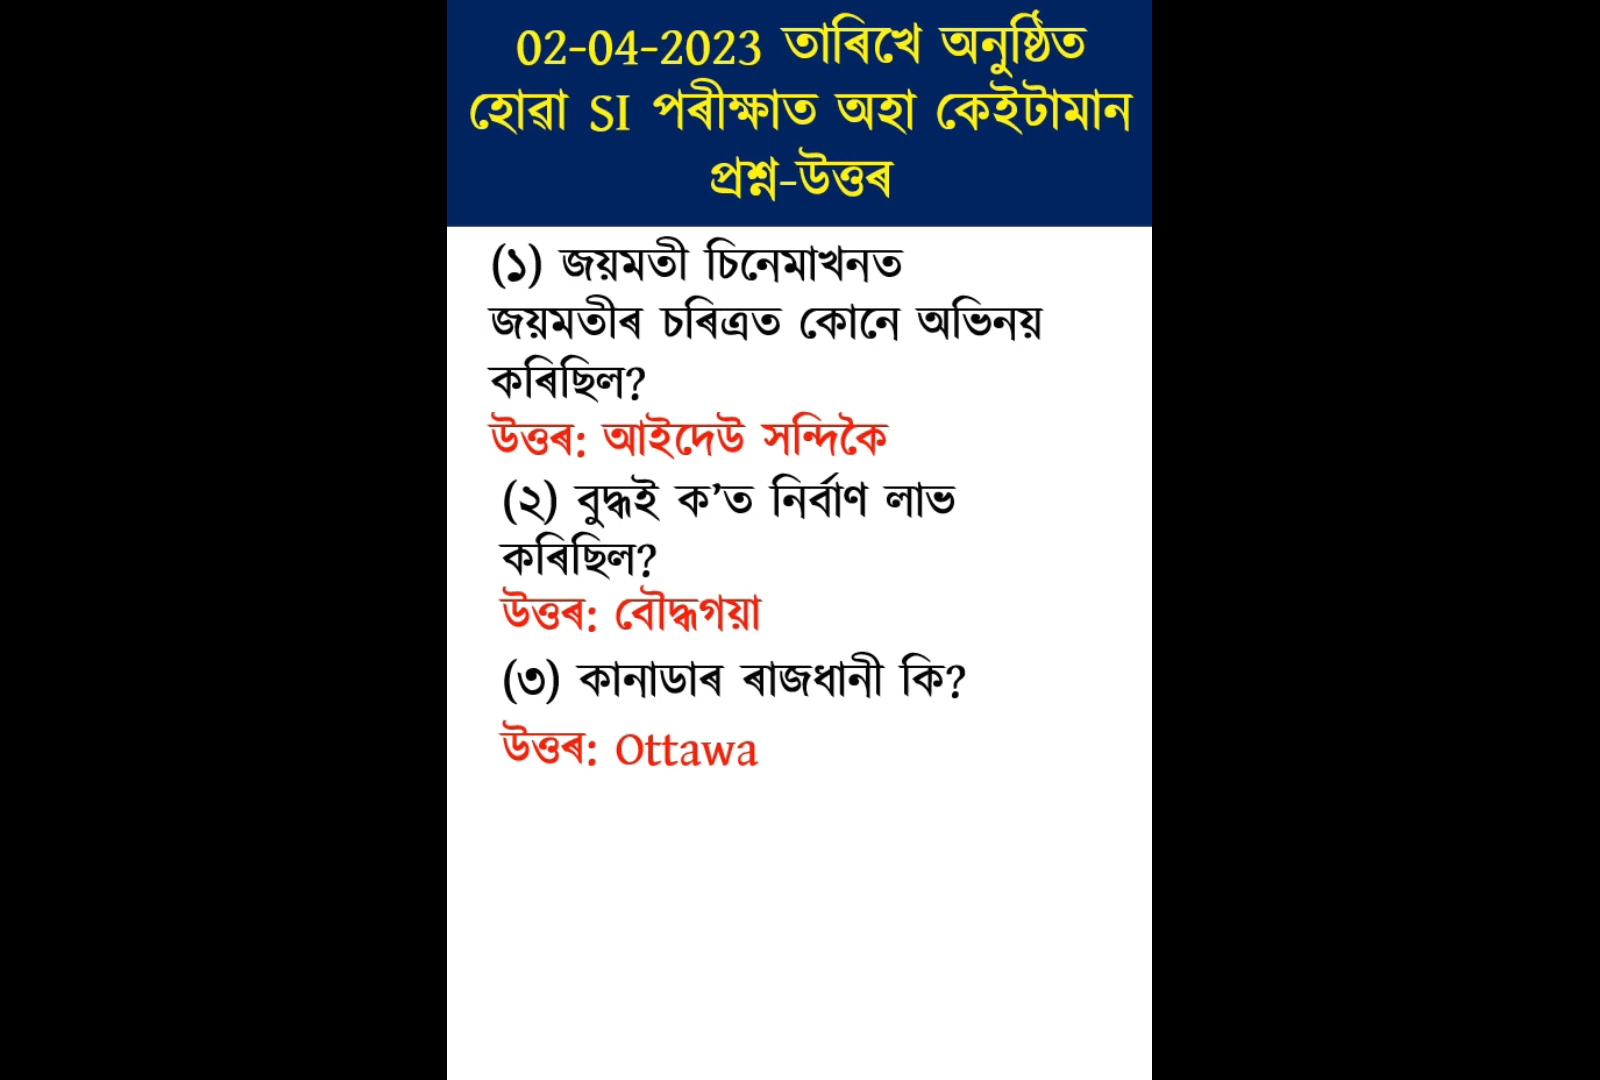 02-04-2023 তাৰিখে অনুষ্ঠিত
হোৱা SI পৰীক্ষাত অহা কেইটামান
প্ৰশ্ন-উত্তৰ
(১) জয়মতী চিনেমাখনত
জয়মতীৰ চৰিত্ৰত কোনে অভিনয়
কৰিছিল?
উত্তৰ: আইদেউ সন্দিকৈ
(২) বুদ্ধই ক’ত নিৰ্বাণ লাভ
কৰিছিল?
উত্তৰ: বৌদ্ধগয়া
(৩) কানাডাৰ ৰাজধানী কি?
উত্তৰ: Ottawa